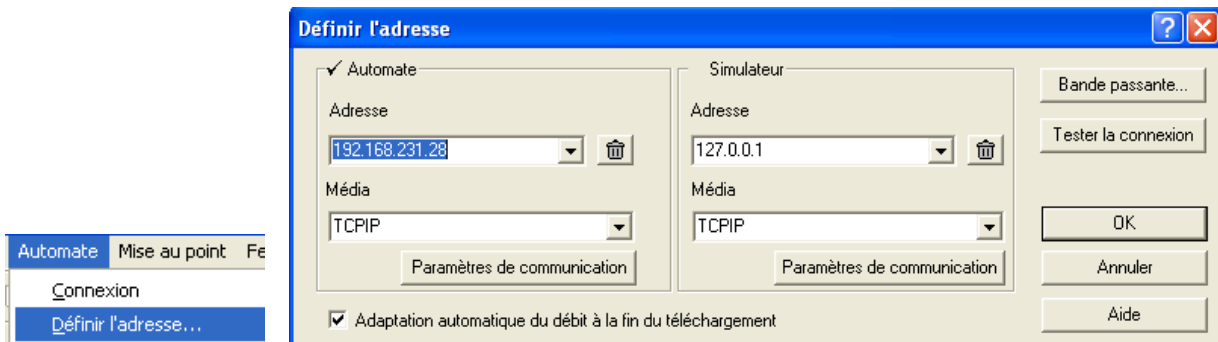 Automate Mise au point Fe
Connexion
Définir l'adresse...
Définir l'adresse
Automate
Adresse
192.168.231.28
Média
TCPIP
Paramètres de communication
Simulateur
Adresse
127.0.0.1
Média
TCPIP
Paramètres de communication
Adaptation automatique du débit à la fin du téléchargement
Bande passante...
Tester la connexion
OK
Annuler
Aide